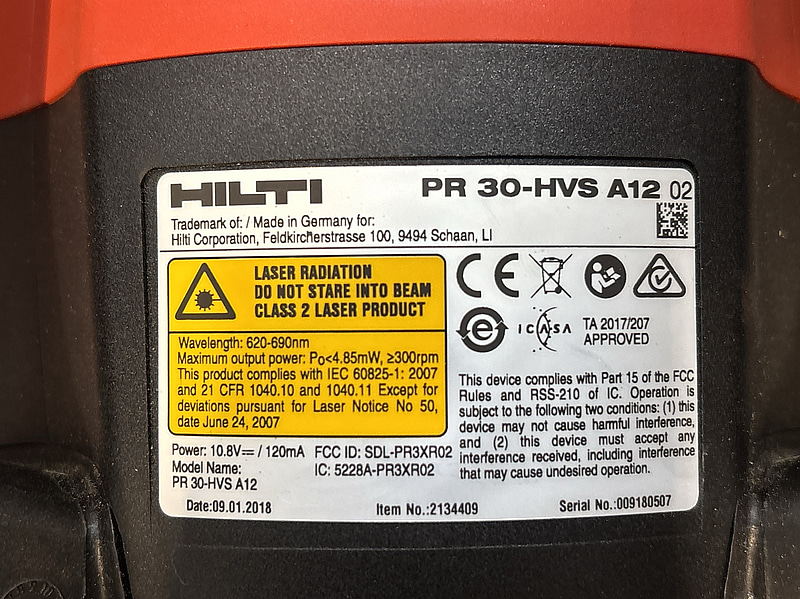 HILTI
PR 30-HVS A12 02
Trademark of: / Made in Germany for:
Hilti Corporation, Feldkircherstrasse 100, 9494 Schaan, LI
LASER RADIATION
DO NOT STARE INTO BEAM
CLASS 2 LASER PRODUCT
Wavelength: 620-690nm
Maximum output power: Po<4.85mW, ≥300rpm
This product complies with IEC 60825-1: 2007
and 21 CFR 1040.10 and 1040.11 Except for
deviations pursuant for Laser Notice No 50,
date June 24, 2007
CE
ICASA
TA 2017/207
APPROVED
This device complies with Part 15 of the FCC
Rules and RSS-210 of IC. Operation is
subject to the following two conditions: (1) this
device may not cause harmful interference,
and (2) this device must accept any
interference received, including interference
that may cause undesired operation.
Power: 10.8V⎓ / 120mA FCC ID: SDL-PR3XR02
Model Name: IC: 5228A-PR3XR02
PR 30-HVS A12
Date:09.01.2018 Item No.:2134409 Serial No.:009180507